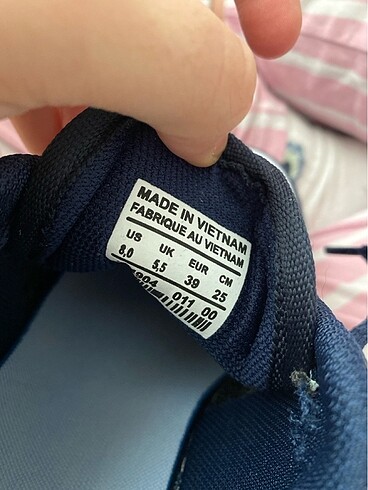 MADE IN VIETNAM
FABRIQUE AU VIETNAM
US UK EUR CM
8,0 5,5 39 25
011 00